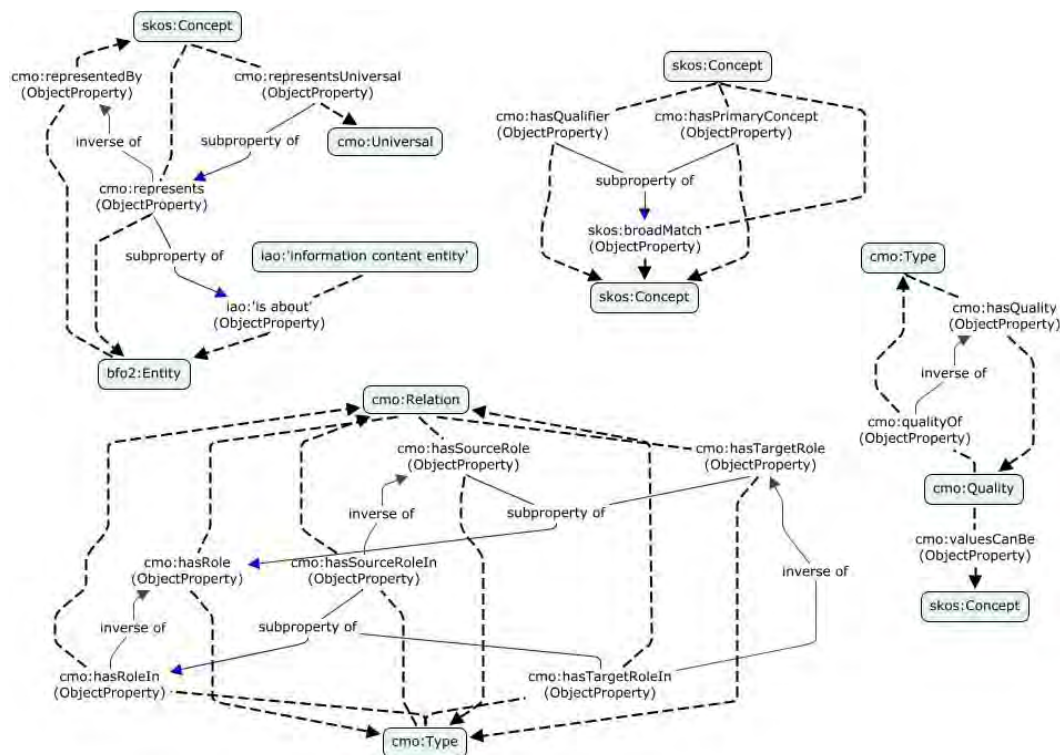 skos:Concept
cmo:representedBy
(ObjectProperty)
cmo:representsUniversal
(ObjectProperty)
inverse of
subproperty of
cmo:Universal
cmo:represents
(ObjectProperty)
subproperty of
iao:'information content entity'
iao:'is about'
(ObjectProperty)
bfo2:Entity
skos:Concept
cmo:hasQualifier
(ObjectProperty)
cmo:hasPrimaryConcept
(ObjectProperty)
subproperty of
skos:broadMatch
(ObjectProperty)
skos:Concept
cmo:Type
cmo:hasQuality
(ObjectProperty)
inverse of
cmo:qualityOf
(ObjectProperty)
cmo:Quality
cmo:valuesCanBe
(ObjectProperty)
skos:Concept
cmo:Relation
cmo:hasSourceRole
(ObjectProperty)
cmo:hasTargetRole
(ObjectProperty)
inverse of
subproperty of
cmo:hasRole
(ObjectProperty)
cmo:hasSourceRoleIn
(ObjectProperty)
inverse of
inverse of
subproperty of
cmo:hasRoleIn
(ObjectProperty)
cmo:hasTargetRoleIn
(ObjectProperty)
cmo:Type